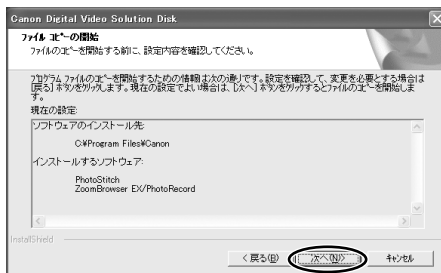 Canon Digital Video Solution Disk
ファイル コピーの開始
ファイルのコピーを開始する前に、設定内容を確認してください。
プログラム ファイルのコピーを開始するための情報は次の通りです。設定を確認して、変更を必要とする場合は
[戻る] ボタンをクリックします。現在の設定でよい場合は、[次へ] ボタンをクリックするとファイルのコピーを開始しま
す。
現在の設定:
ソフトウェアのインストール先:
C:¥Program Files¥Canon
インストールするソフトウェア:
PhotoStitch
ZoomBrowser EX/PhotoRecord
InstallShield
< 戻る(B)
次へ(N) >
キャンセル